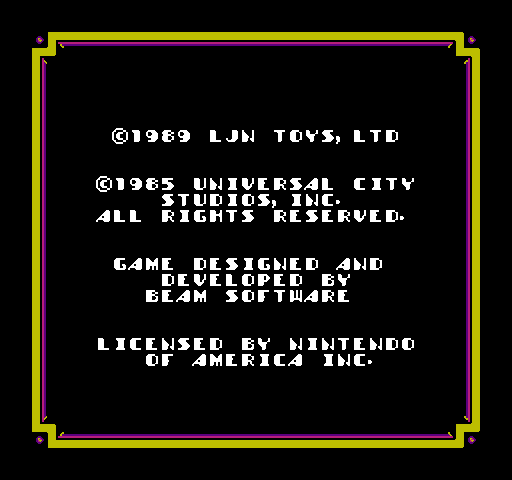 ©1989 LJN TOYS, LTD
©1985 UNIVERSAL CITY
STUDIOS, INC.
ALL RIGHTS RESERVED.
GAME DESIGNED AND
DEVELOPED BY
BEAM SOFTWARE
LICENSED BY NINTENDO
OF AMERICA INC.